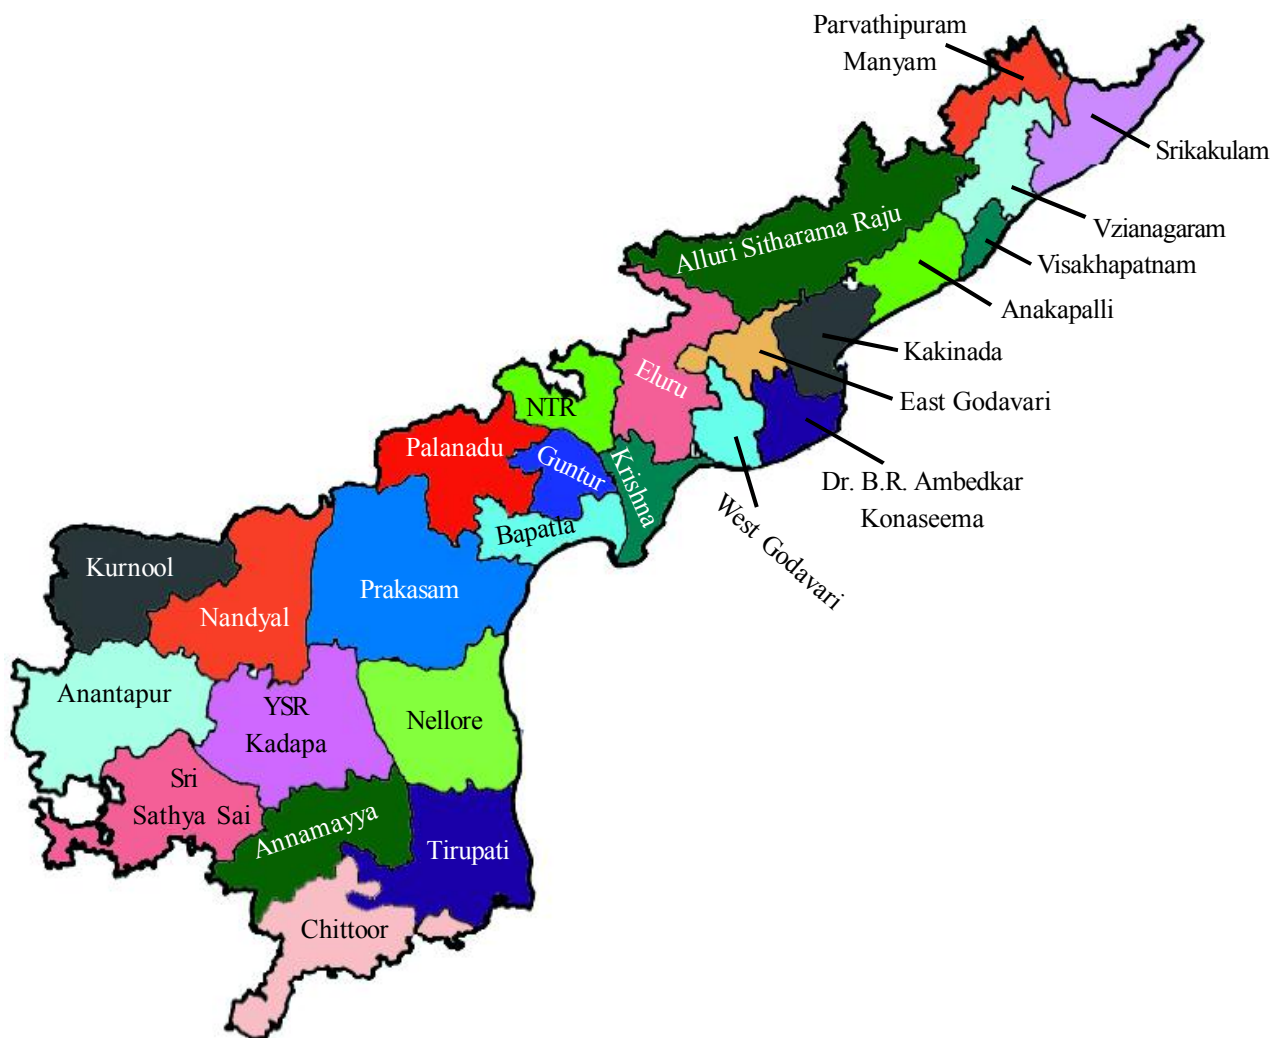 Parvathipuram
Manyam
Srikakulam
Vzianagaram
Alluri Sitharama Raju
Visakhapatnam
Anakapalli
Kakinada
Eluru
East Godavari
NTR
Palanadu
Guntur
Krishna
Dr. B.R. Ambedkar
Konaseema
West Godavari
Bapatla
Kurnool
Prakasam
Nandyal
Anantapur
YSR
Kadapa
Nellore
Sri
Sathya Sai
Annamayya
Tirupati
Chittoor